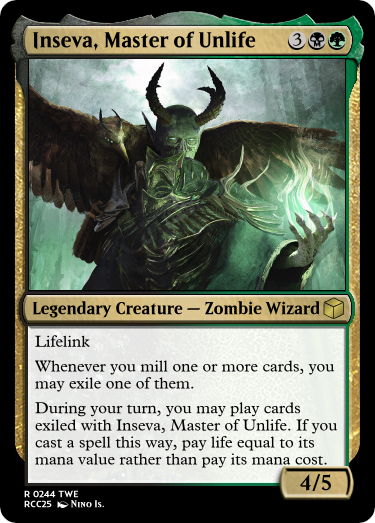 Inseva, Master of Unlife 3
Legendary Creature — Zombie Wizard
Lifelink
Whenever you mill one or more cards, you
may exile one of them.
During your turn, you may play cards
exiled with Inseva, Master of Unlife. If you
cast a spell this way, pay life equal to its
mana value rather than pay its mana cost.
4/5
R 0244 TWE
RCC25 Nino Is.